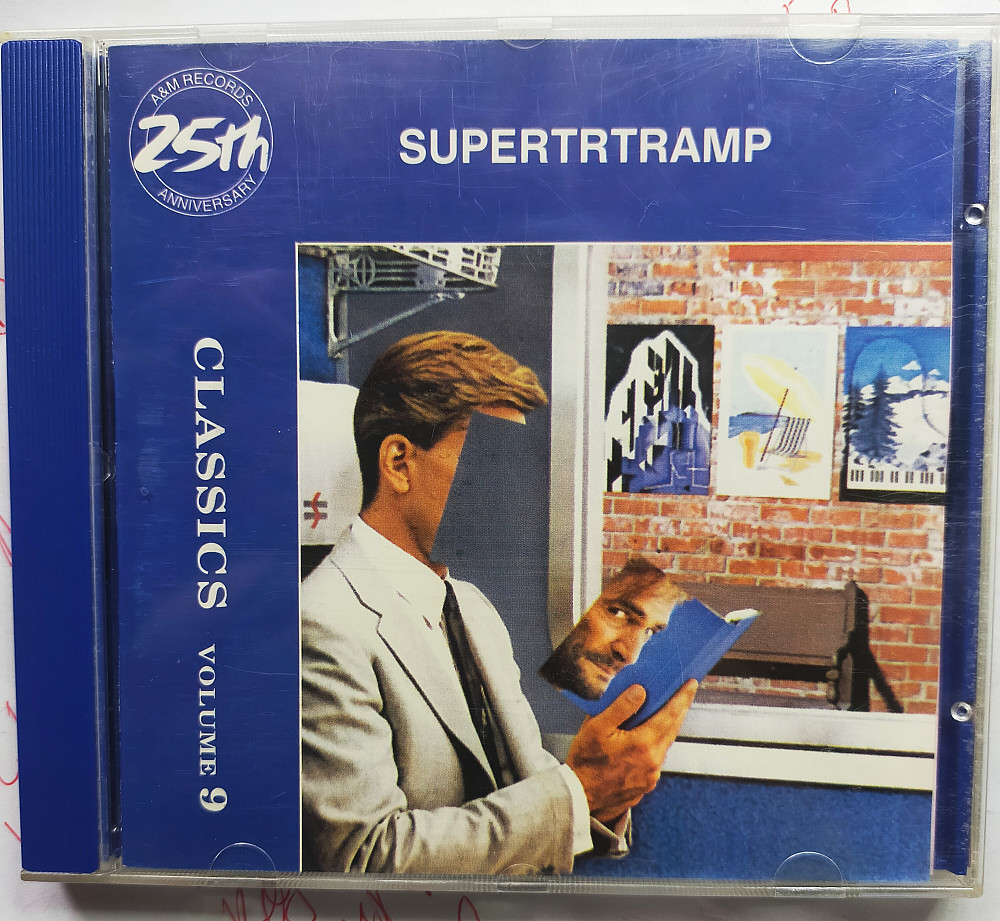 A&M RECORDS
25th
ANNIVERSARY
SUPERTRTRAMP
CLASSICS VOLUME 9